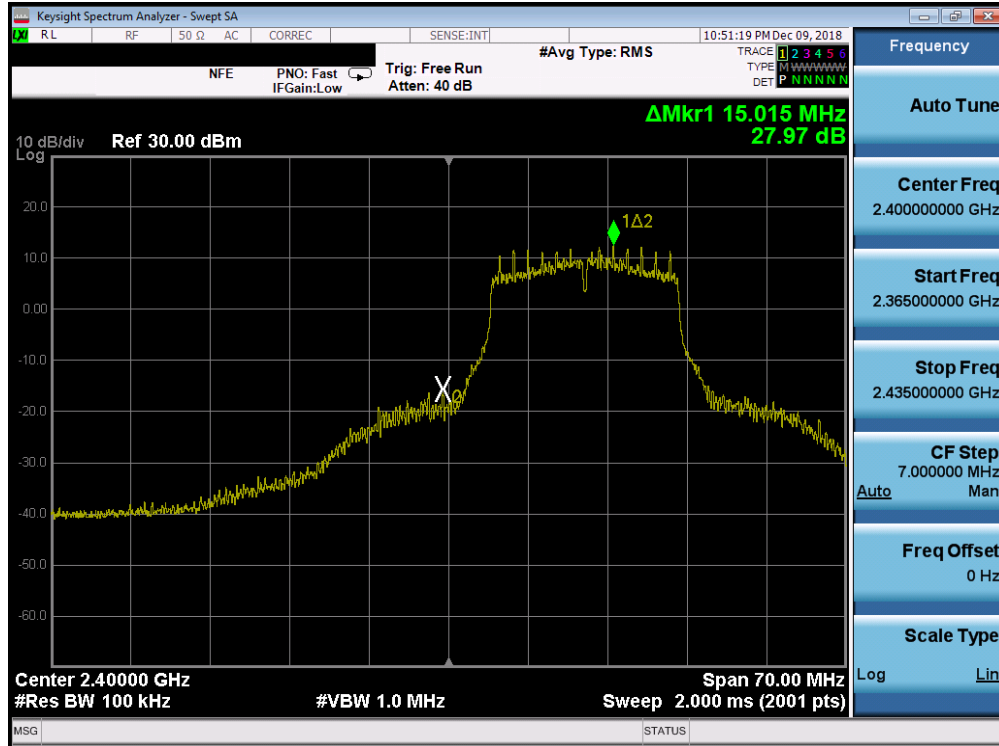 Keysight Spectrum Analyzer - Swept SA
LXI RL RF 50 Ω AC CORREC SENSE:INT 10:51:19 PM Dec 09, 2018
NFE PNO: Fast IFGain:Low Trig: Free Run Atten: 40 dB #Avg Type: RMS
TRACE 1 2 3 4 5 6
TYPE M W W W W W
DET P N N N N N
ΔMkr1 15.015 MHz
27.97 dB
10 dB/div Ref 30.00 dBm
Log
20.0
1Δ2
10.0
0.00
-10.0
X2
-20.0
-30.0
-40.0
-50.0
-60.0
Center 2.40000 GHz Span 70.00 MHz
#Res BW 100 kHz #VBW 1.0 MHz Sweep 2.000 ms (2001 pts)
MSG STATUS
Frequency
Auto Tune
Center Freq
2.400000000 GHz
Start Freq
2.365000000 GHz
Stop Freq
2.435000000 GHz
CF Step
7.000000 MHz
Auto Man
Freq Offset
0 Hz
Scale Type
Log Lin